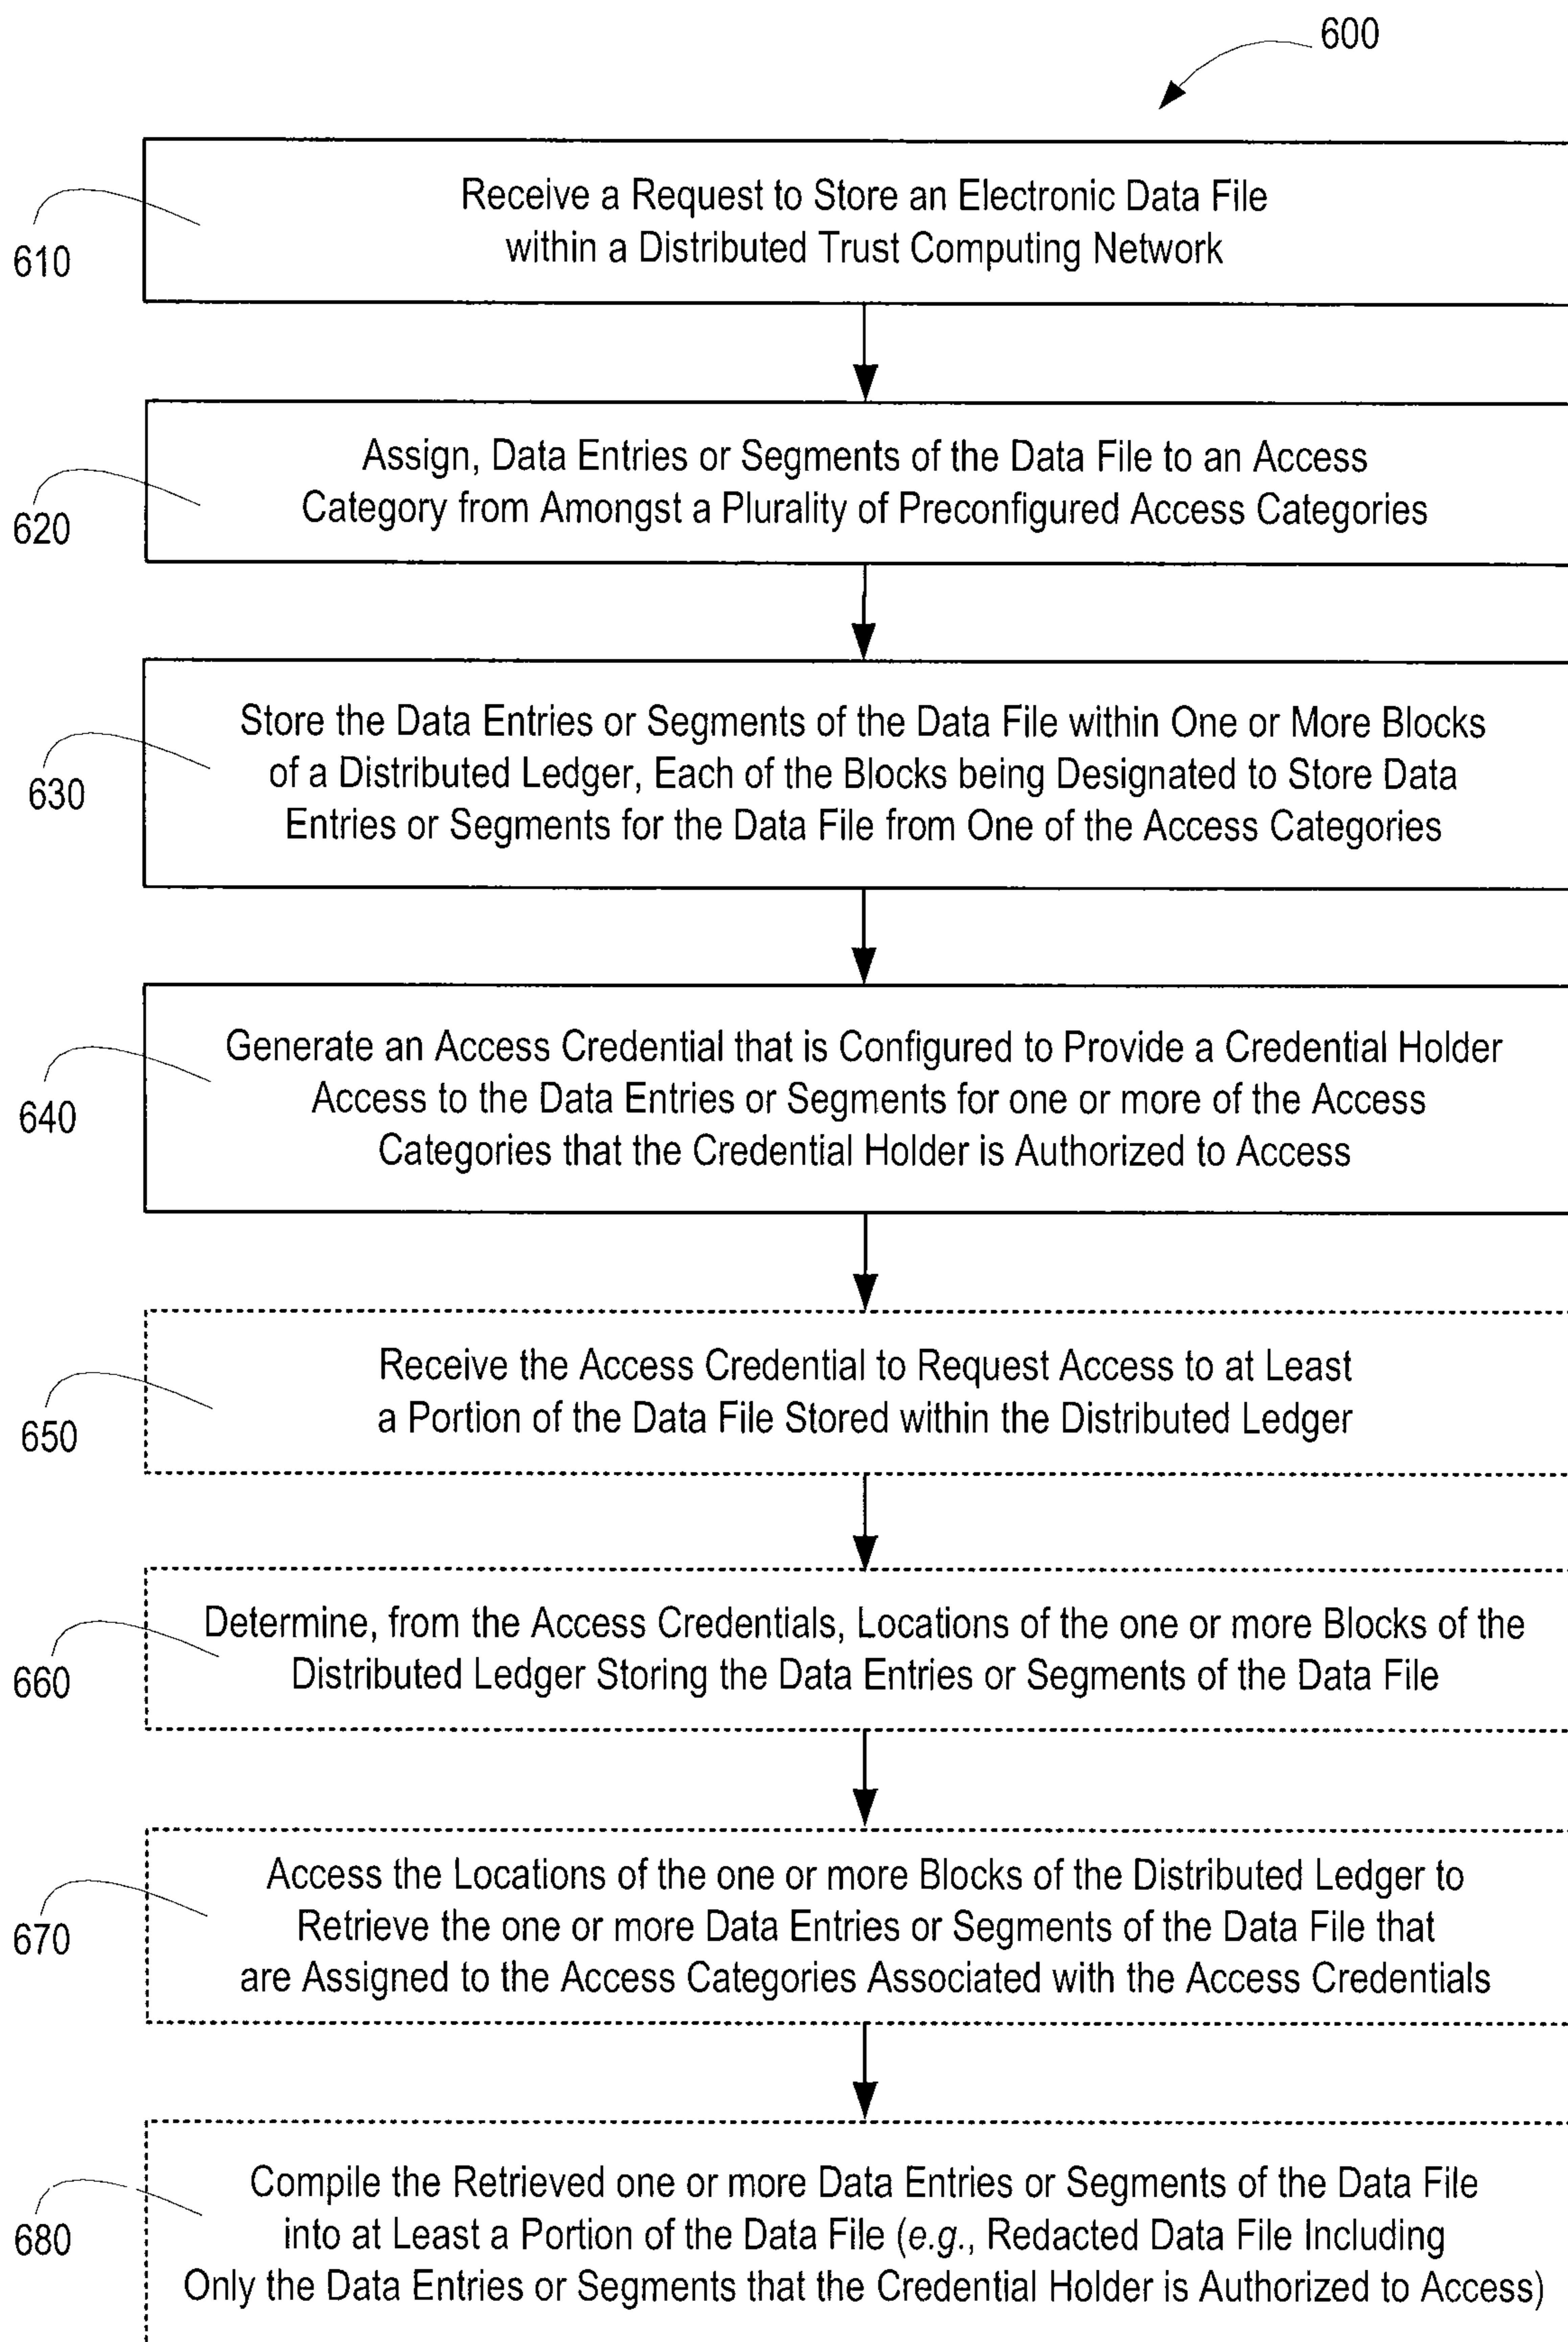 600
Receive a Request to Store an Electronic Data File
within a Distributed Trust Computing Network
610
Assign, Data Entries or Segments of the Data File to an Access
Category from Amongst a Plurality of Preconfigured Access Categories
620
Store the Data Entries or Segments of the Data File within One or More Blocks
of a Distributed Ledger, Each of the Blocks being Designated to Store Data
Entries or Segments for the Data File from One of the Access Categories
630
Generate an Access Credential that is Configured to Provide a Credential Holder
Access to the Data Entries or Segments for one or more of the Access
Categories that the Credential Holder is Authorized to Access
640
Receive the Access Credential to Request Access to at Least
a Portion of the Data File Stored within the Distributed Ledger
650
Determine, from the Access Credentials, Locations of the one or more Blocks of the
Distributed Ledger Storing the Data Entries or Segments of the Data File
660
Access the Locations of the one or more Blocks of the Distributed Ledger to
Retrieve the one or more Data Entries or Segments of the Data File that
are Assigned to the Access Categories Associated with the Access Credentials
670
Compile the Retrieved one or more Data Entries or Segments of the Data File
into at Least a Portion of the Data File (e.g., Redacted Data File Including
Only the Data Entries or Segments that the Credential Holder is Authorized to Access)
680